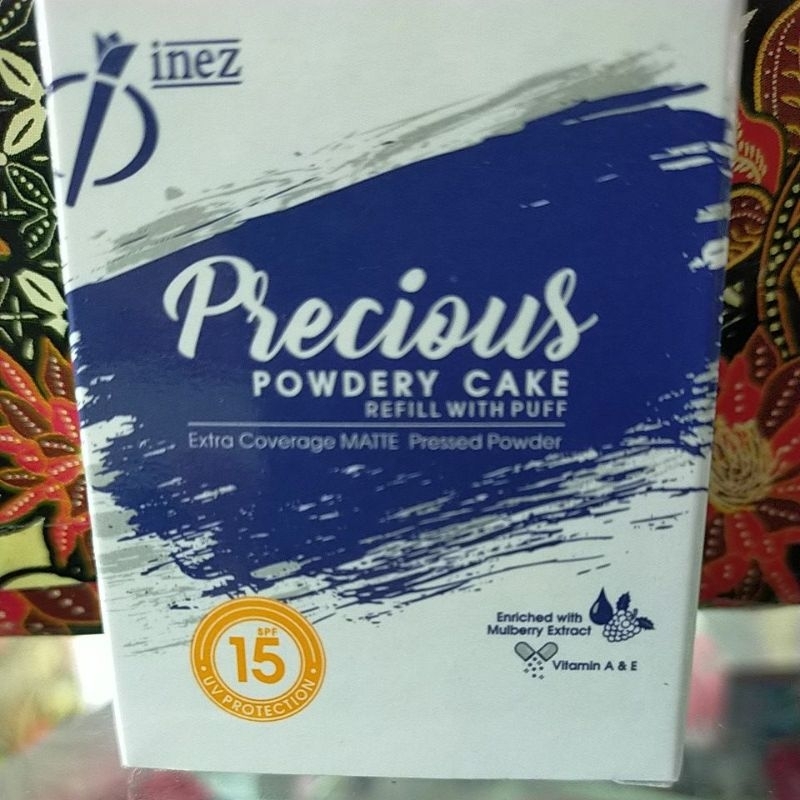 inez
Precious
POWDERY CAKE
REFILL WITH PUFF
Extra Coverage MATTE Pressed Powder
SPF
15
UV PROTECTION
Enriched with
Mulberry Extract
Vitamin A & E